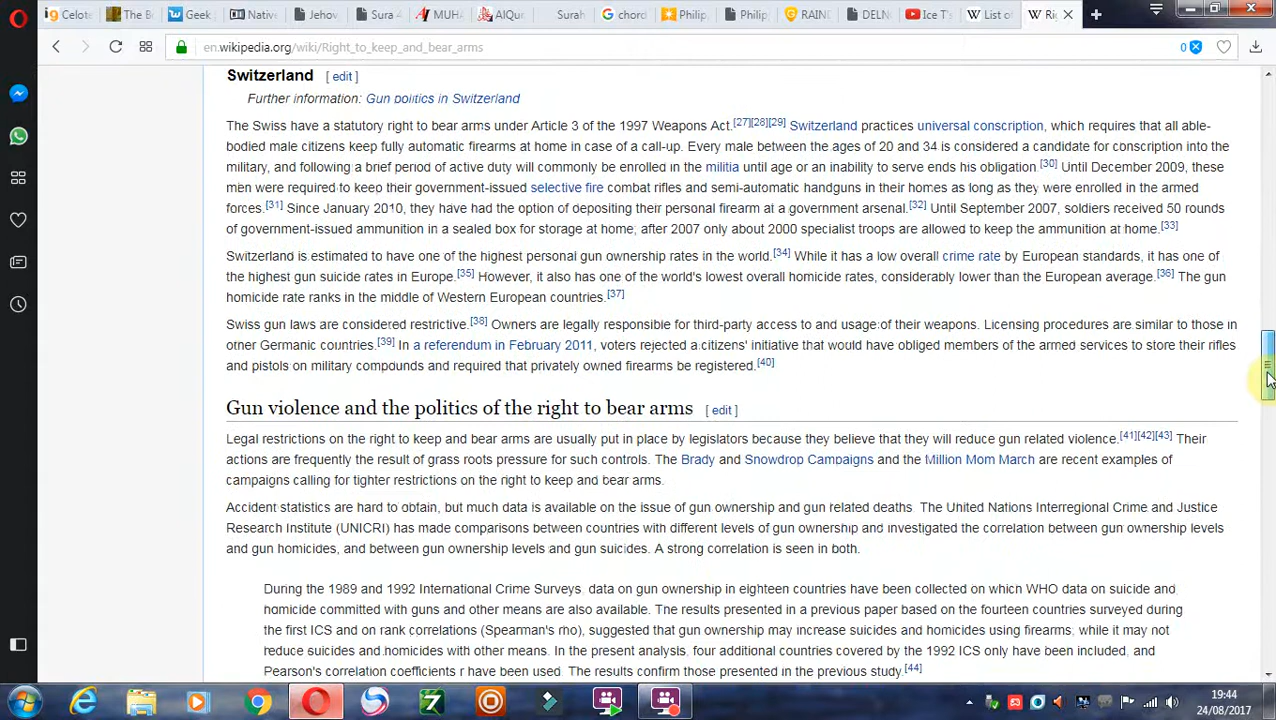 Celote
The B
Geek
Native
Jehov
Sura 4
MUHA
AlQur
Surah
chord
Philip
Philip
RAIND
DELN
Ice T
List o
Ri
en.wikipedia.org/wiki/Right_to_keep_and_bear_arms
0
Switzerland [ edit ]
Further information: Gun politics in Switzerland
The Swiss have a statutory right to bear arms under Article 3 of the 1997 Weapons Act.[27][28][29] Switzerland practices universal conscription, which requires that all able-
bodied male citizens keep fully automatic firearms at home in case of a call-up. Every male between the ages of 20 and 34 is considered a candidate for conscription into the
military, and following a brief period of active duty will commonly be enrolled in the militia until age or an inability to serve ends his obligation.[30] Until December 2009, these
men were required to keep their government-issued selective fire combat rifles and semi-automatic handguns in their homes as long as they were enrolled in the armed
forces.[31] Since January 2010, they have had the option of depositing their personal firearm at a government arsenal.[32] Until September 2007, soldiers received 50 rounds
of government-issued ammunition in a sealed box for storage at home; after 2007 only about 2000 specialist troops are allowed to keep the ammunition at home.[33]
Switzerland is estimated to have one of the highest personal gun ownership rates in the world.[34] While it has a low overall crime rate by European standards, it has one of
the highest gun suicide rates in Europe.[35] However, it also has one of the world's lowest overall homicide rates, considerably lower than the European average.[36] The gun
homicide rate ranks in the middle of Western European countries.[37]
Swiss gun laws are considered restrictive.[38] Owners are legally responsible for third-party access to and usage of their weapons. Licensing procedures are similar to those in
other Germanic countries.[39] In a referendum in February 2011, voters rejected a citizens' initiative that would have obliged members of the armed services to store their rifles
and pistols on military compounds and required that privately owned firearms be registered.[40]
Gun violence and the politics of the right to bear arms [ edit ]
Legal restrictions on the right to keep and bear arms are usually put in place by legislators because they believe that they will reduce gun related violence.[41][42][43] Their
actions are frequently the result of grass roots pressure for such controls. The Brady and Snowdrop Campaigns and the Million Mom March are recent examples of
campaigns calling for tighter restrictions on the right to keep and bear arms.
Accident statistics are hard to obtain, but much data is available on the issue of gun ownership and gun related deaths. The United Nations Interregional Crime and Justice
Research Institute (UNICRI) has made comparisons between countries with different levels of gun ownership and investigated the correlation between gun ownership levels
and gun homicides, and between gun ownership levels and gun suicides. A strong correlation is seen in both.
During the 1989 and 1992 International Crime Surveys, data on gun ownership in eighteen countries have been collected on which WHO data on suicide and
homicide committed with guns and other means are also available. The results presented in a previous paper based on the fourteen countries surveyed during
the first ICS and on rank correlations (Spearman's rho), suggested that gun ownership may increase suicides and homicides using firearms, while it may not
reduce suicides and homicides with other means. In the present analysis, four additional countries covered by the 1992 ICS only have been included, and
Pearson's correlation coefficients r have been used. The results confirm those presented in the previous study.[44]
19:44
24/08/2017